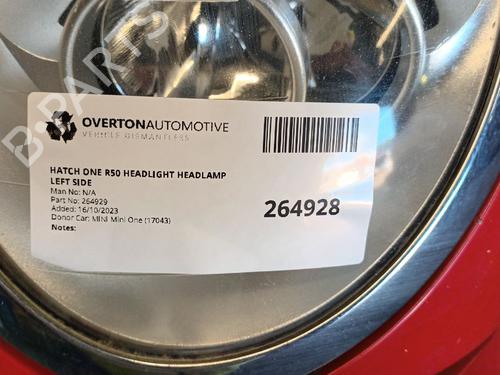 B-PARTS
OVERTONAUTOMOTIVE
VEHICLE DISMANTLERS
HATCH ONE R50 HEADLIGHT HEADLAMP
LEFT SIDE
Man No: N/A
Part No: 264929
Added: 16/10/2023
Donor Car: MINI Mini One (17043)
Notes:
264928